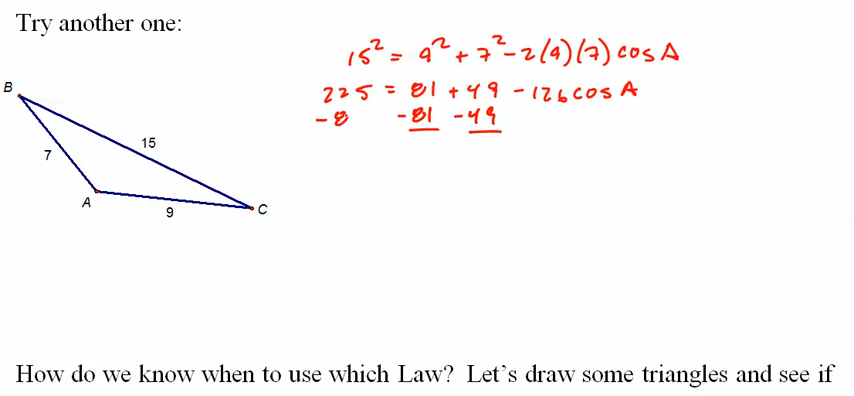 Try another one:
15² = 9² + 7² - 2(9)(7) cos A
225 = 81 + 49 - 126 cos A
-8 -81 -49
B
15
7
A
9
C
How do we know when to use which Law? Let's draw some triangles and see if